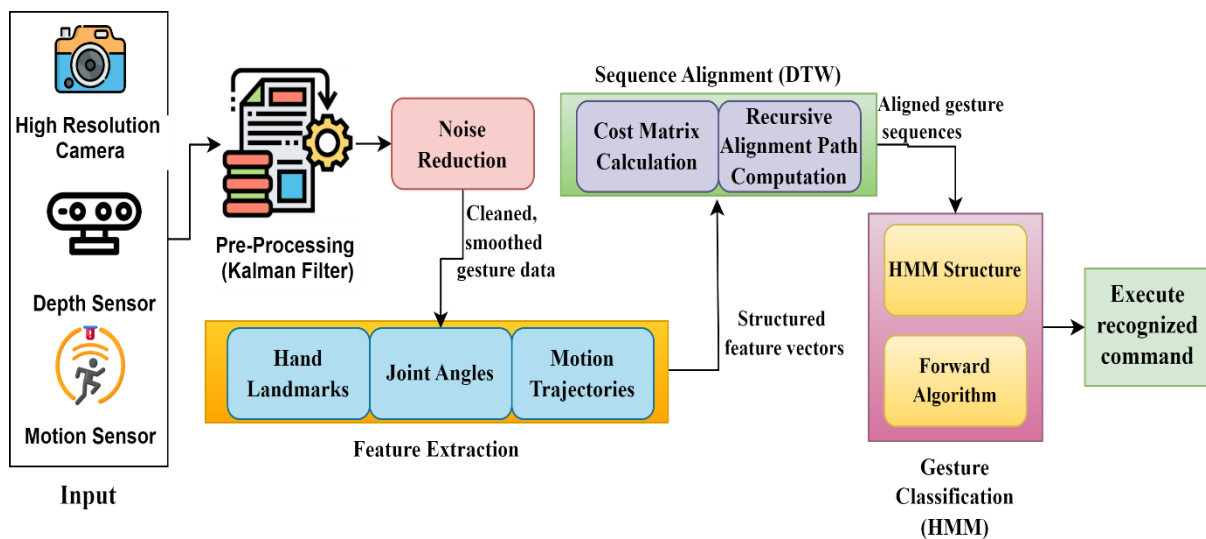 High Resolution
Camera
Depth Sensor
Motion Sensor
Input
Pre-Processing
(Kalman Filter)
Noise
Reduction
Cleaned,
smoothed
gesture data
Hand
Landmarks
Joint Angles
Motion
Trajectories
Feature Extraction
Structured
feature vectors
Sequence Alignment (DTW)
Cost Matrix
Calculation
Recursive
Alignment Path
Computation
Aligned gesture
sequences
HMM Structure
Forward
Algorithm
Gesture
Classification
(HMM)
Execute
recognized
command